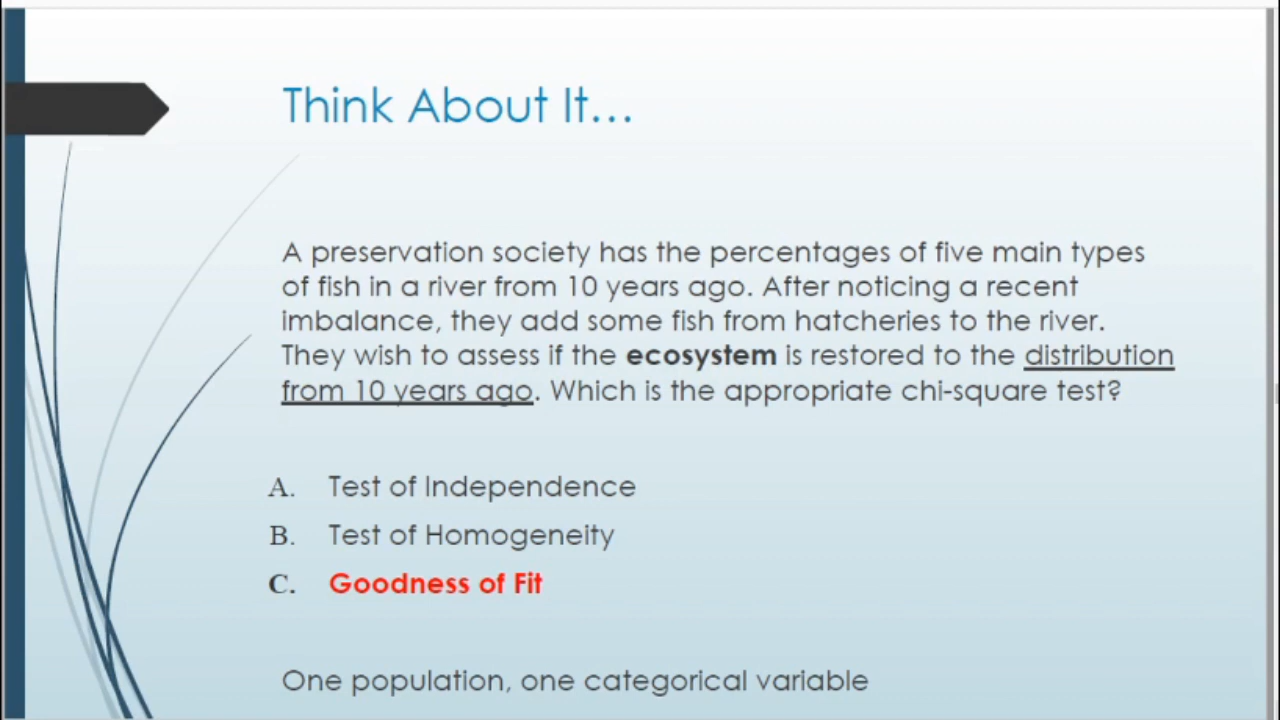 Think About It...
A preservation society has the percentages of five main types
of fish in a river from 10 years ago. After noticing a recent
imbalance, they add some fish from hatcheries to the river.
They wish to assess if the ecosystem is restored to the distribution
from 10 years ago. Which is the appropriate chi-square test?
A. Test of Independence
B. Test of Homogeneity
C. Goodness of Fit
One population, one categorical variable